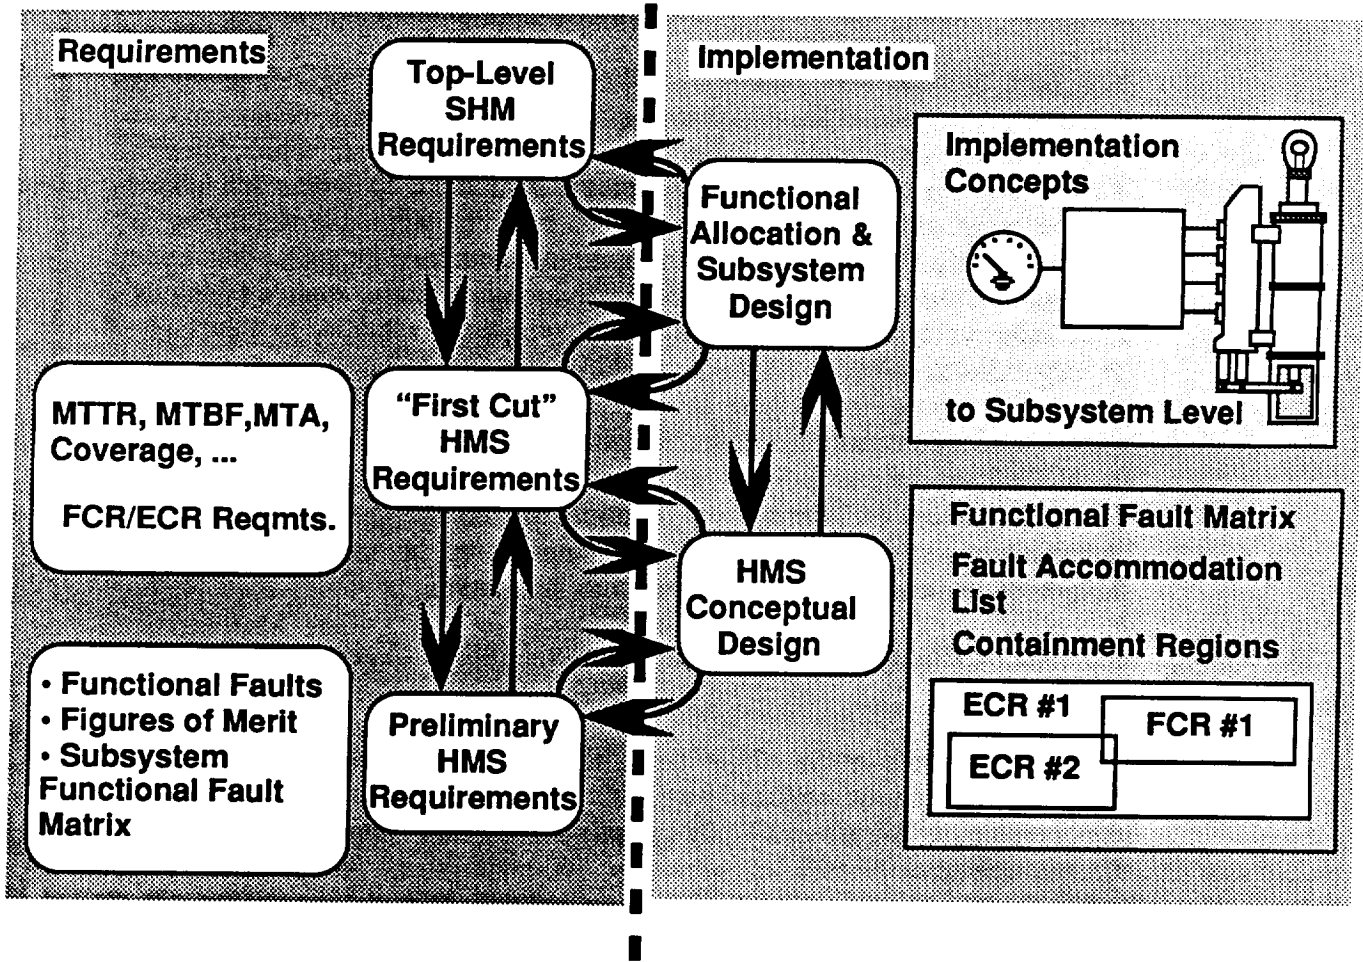 Requirements
Top-Level
SHM
Requirements
"First Cut"
HMS
Requirements
MTTR, MTBF,MTA,
Coverage, ...
FCR/ECR Reqmts.
• Functional Faults
• Figures of Merit
• Subsystem
Functional Fault
Matrix
Preliminary
HMS
Requirements
Implementation
Functional
Allocation &
Subsystem
Design
HMS
Conceptual
Design
Implementation
Concepts
to Subsystem Level
Functional Fault Matrix
Fault Accommodation
List
Containment Regions
ECR #1
FCR #1
ECR #2